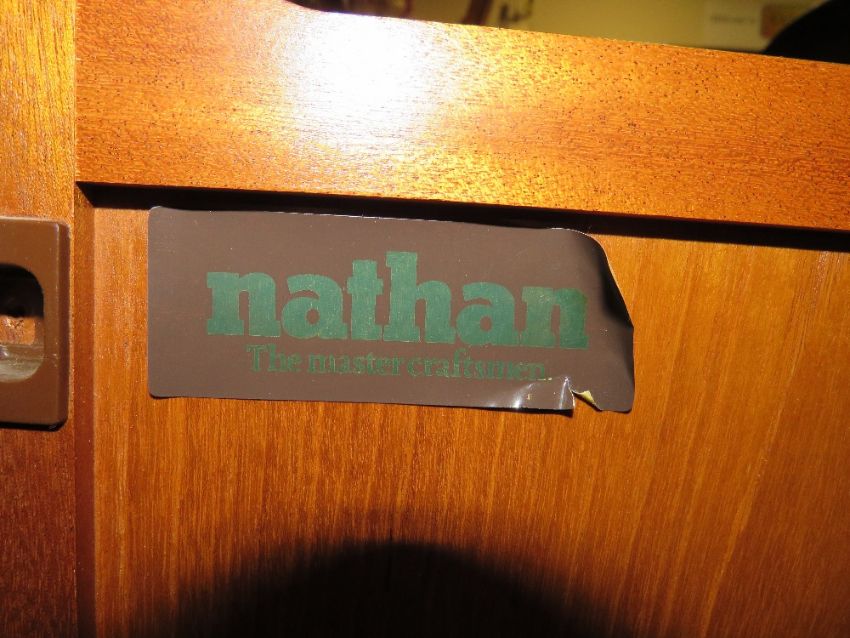 nathan
The master craftsmen